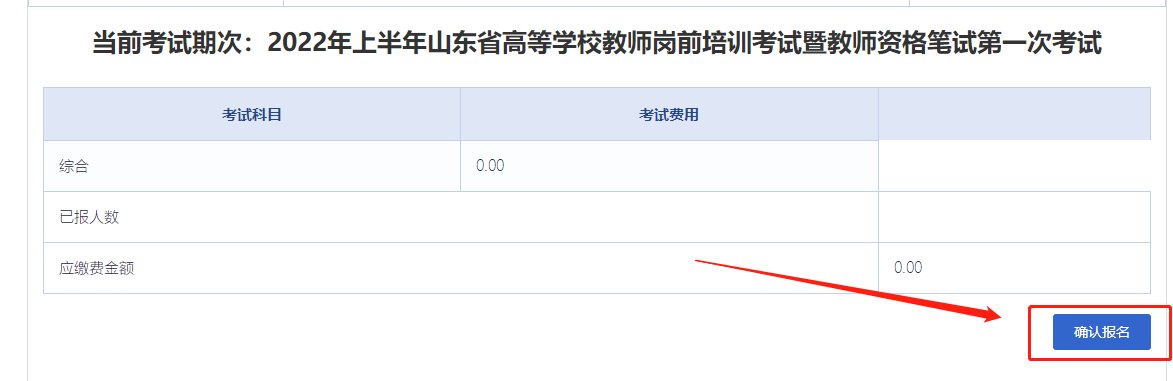 当前考试期次：2022年上半年山东省高等学校教师岗前培训考试暨教师资格笔试第一次考试
考试科目 考试费用
综合 0.00
已报人数
应缴费金额 0.00
确认报名